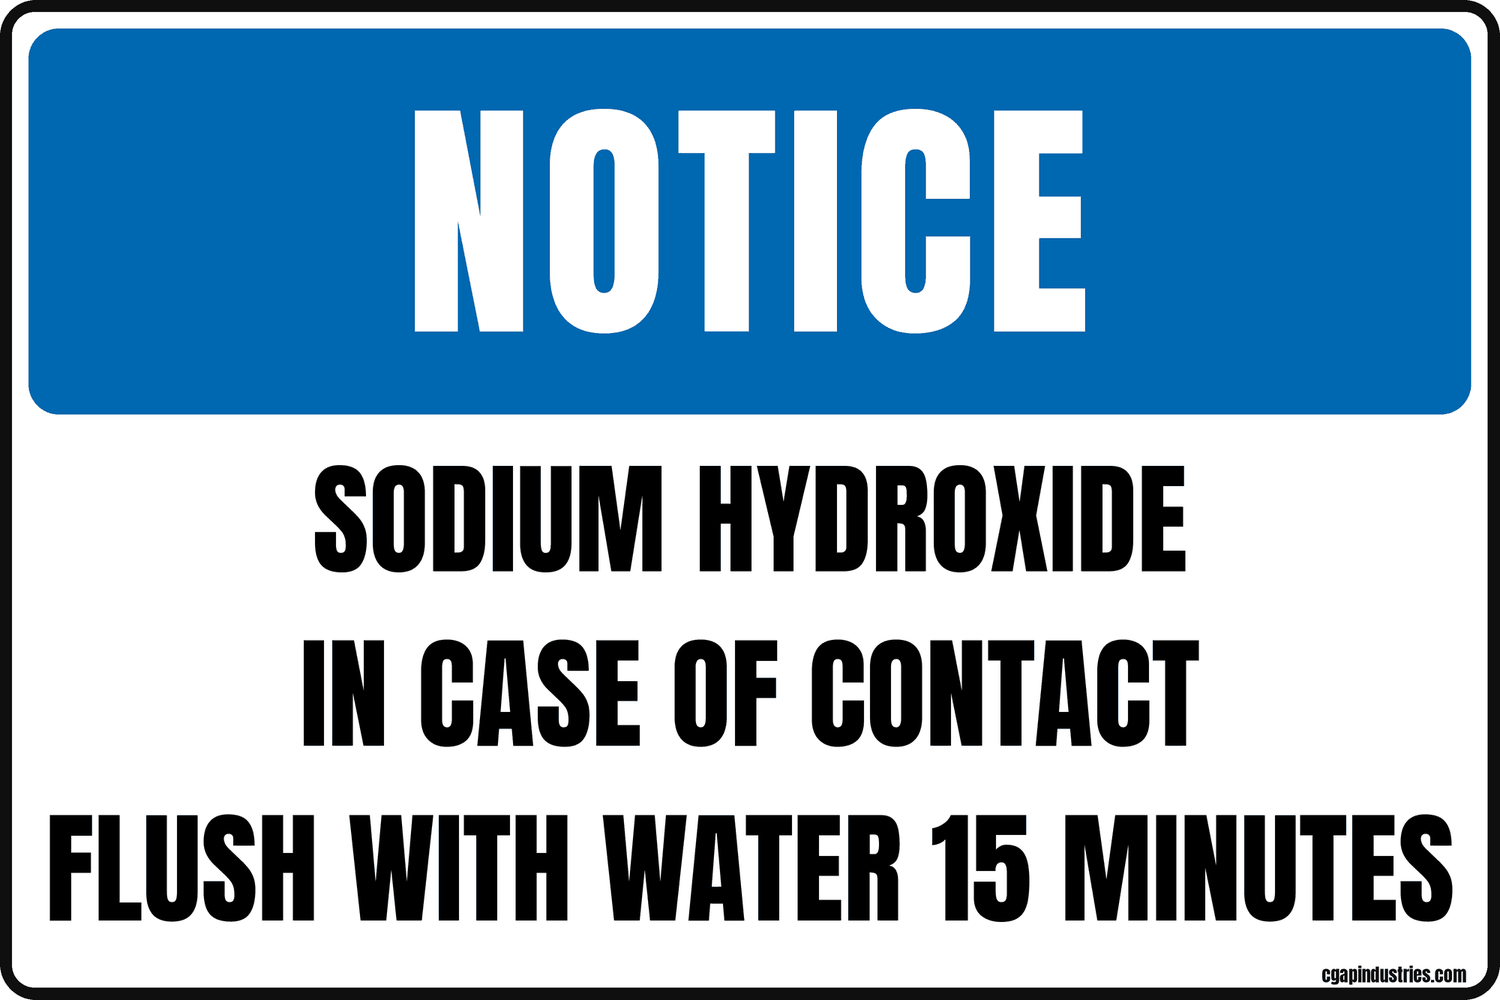 NOTICE
SODIUM HYDROXIDE
IN CASE OF CONTACT
FLUSH WITH WATER 15 MINUTES
cgapindustries.com